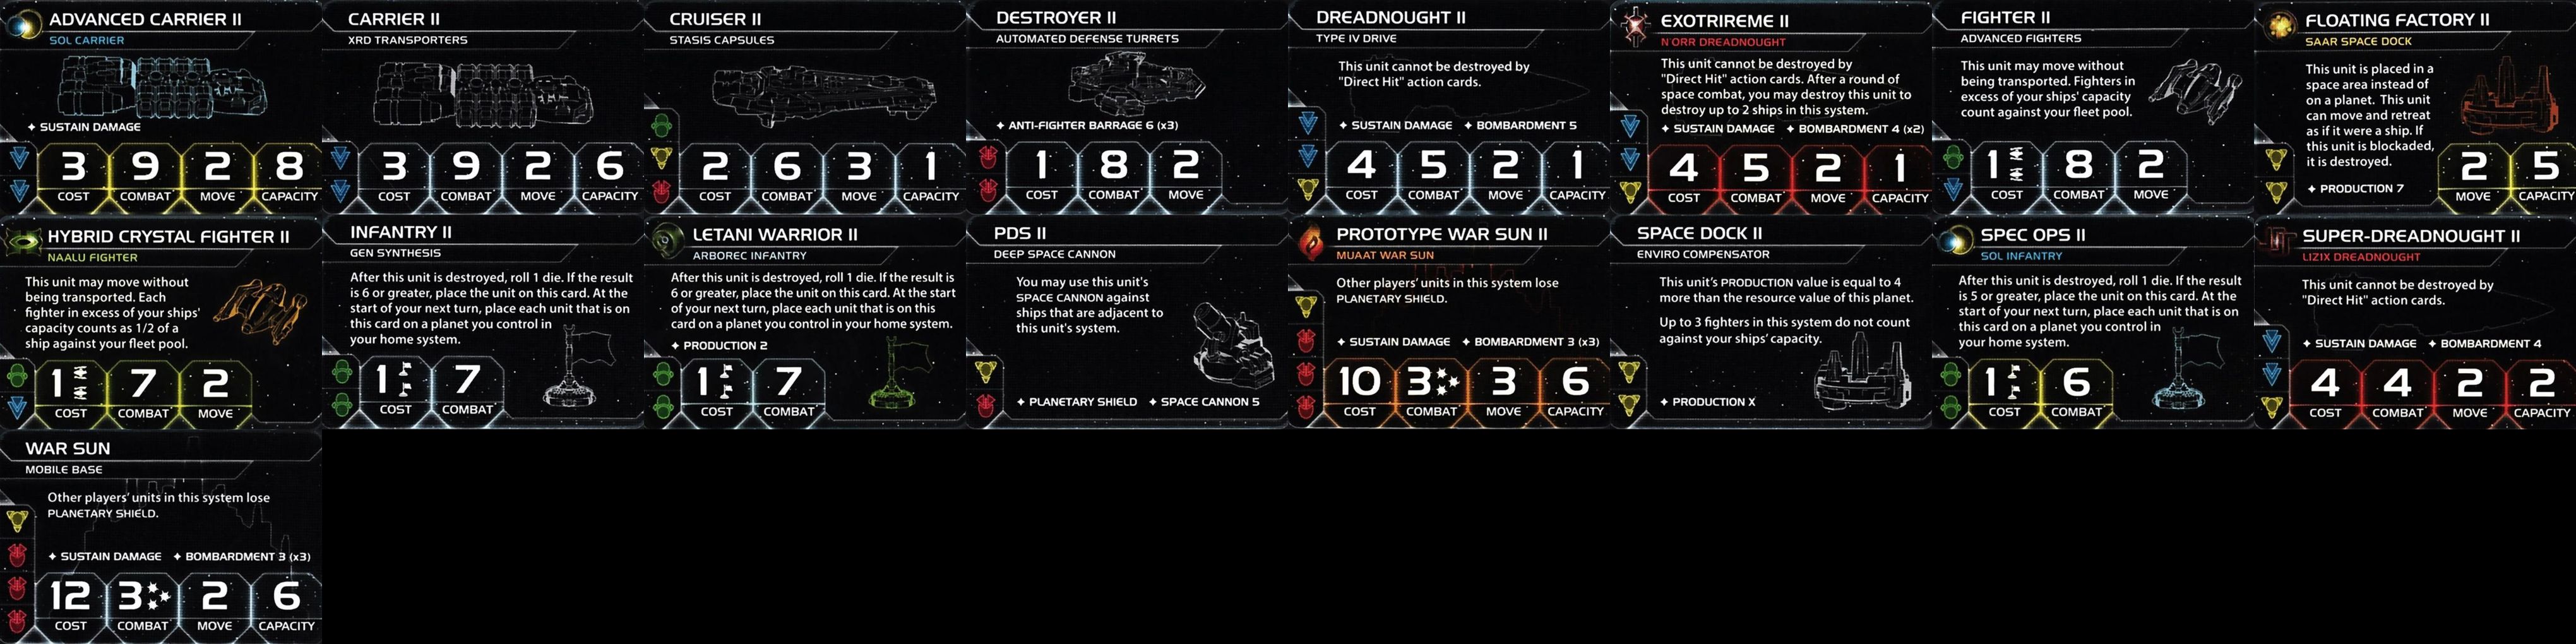 ADVANCED CARRIER II
SOL CARRIER
✦ SUSTAIN DAMAGE
3 9 2 8
COST COMBAT MOVE CAPACITY
CARRIER II
XRD TRANSPORTERS
3 9 2 6
COST COMBAT MOVE CAPACITY
CRUISER II
STASIS CAPSULES
2 6 3 1
COST COMBAT MOVE CAPACITY
DESTROYER II
AUTOMATED DEFENSE TURRETS
✦ ANTI-FIGHTER BARRAGE 6 (x3)
1 8 2
COST COMBAT MOVE
DREADNOUGHT II
TYPE IV DRIVE
This unit cannot be destroyed by
"Direct Hit" action cards.
✦ SUSTAIN DAMAGE ✦ BOMBARDMENT 5
4 5 2 1
COST COMBAT MOVE CAPACITY
EXOTRIREME II
N'ORR DREADNOUGHT
This unit cannot be destroyed by
"Direct Hit" action cards. After a round of
space combat, you may destroy this unit to
destroy up to 2 ships in this system.
✦ SUSTAIN DAMAGE ✦ BOMBARDMENT 4 (x2)
4 5 2 1
COST COMBAT MOVE CAPACITY
FIGHTER II
ADVANCED FIGHTERS
This unit may move without
being transported. Fighters in
excess of your ships' capacity
count against your fleet pool.
1 8 2
COST COMBAT MOVE
FLOATING FACTORY II
SAAR SPACE DOCK
This unit is placed in a
space area instead of
on a planet. This unit
can move and retreat
as if it were a ship. If
this unit is blockaded,
it is destroyed.
✦ PRODUCTION 7
2 5
MOVE CAPACITY
HYBRID CRYSTAL FIGHTER II
NAALU FIGHTER
This unit may move without
being transported. Each
fighter in excess of your ships'
capacity counts as 1/2 of a
ship against your fleet pool.
1 7 2
COST COMBAT MOVE
INFANTRY II
GEN SYNTHESIS
After this unit is destroyed, roll 1 die. If the result
is 6 or greater, place the unit on this card. At the
start of your next turn, place each unit that is on
this card on a planet you control in
your home system.
1 7
COST COMBAT
LETANI WARRIOR II
ARBOREC INFANTRY
After this unit is destroyed, roll 1 die. If the result is
6 or greater, place the unit on this card. At the start
of your next turn, place each unit that is on this
card on a planet you control in your home system.
✦ PRODUCTION 2
1 7
COST COMBAT
PDS II
DEEP SPACE CANNON
You may use this unit's
SPACE CANNON against
ships that are adjacent to
this unit's system.
✦ PLANETARY SHIELD ✦ SPACE CANNON 5
PROTOTYPE WAR SUN II
MUAAT WAR SUN
Other players' units in this system lose
PLANETARY SHIELD.
✦ SUSTAIN DAMAGE ✦ BOMBARDMENT 3 (x3)
10 3 3 6
COST COMBAT MOVE CAPACITY
SPACE DOCK II
ENVIRO COMPENSATOR
This unit's PRODUCTION value is equal to 4
more than the resource value of this planet.
Up to 3 fighters in this system do not count
against your ships' capacity.
✦ PRODUCTION X
SPEC OPS II
SOL INFANTRY
After this unit is destroyed, roll 1 die. If the result
is 5 or greater, place the unit on this card. At the
start of your next turn, place each unit that is on
this card on a planet you control in
your home system.
1 6
COST COMBAT
SUPER-DREADNOUGHT II
L1Z1X DREADNOUGHT
This unit cannot be destroyed by
"Direct Hit" action cards.
✦ SUSTAIN DAMAGE ✦ BOMBARDMENT 4
4 4 2 2
COST COMBAT MOVE CAPACITY
WAR SUN
MOBILE BASE
Other players' units in this system lose
PLANETARY SHIELD.
✦ SUSTAIN DAMAGE ✦ BOMBARDMENT 3 (x3)
12 3 2 6
COST COMBAT MOVE CAPACITY